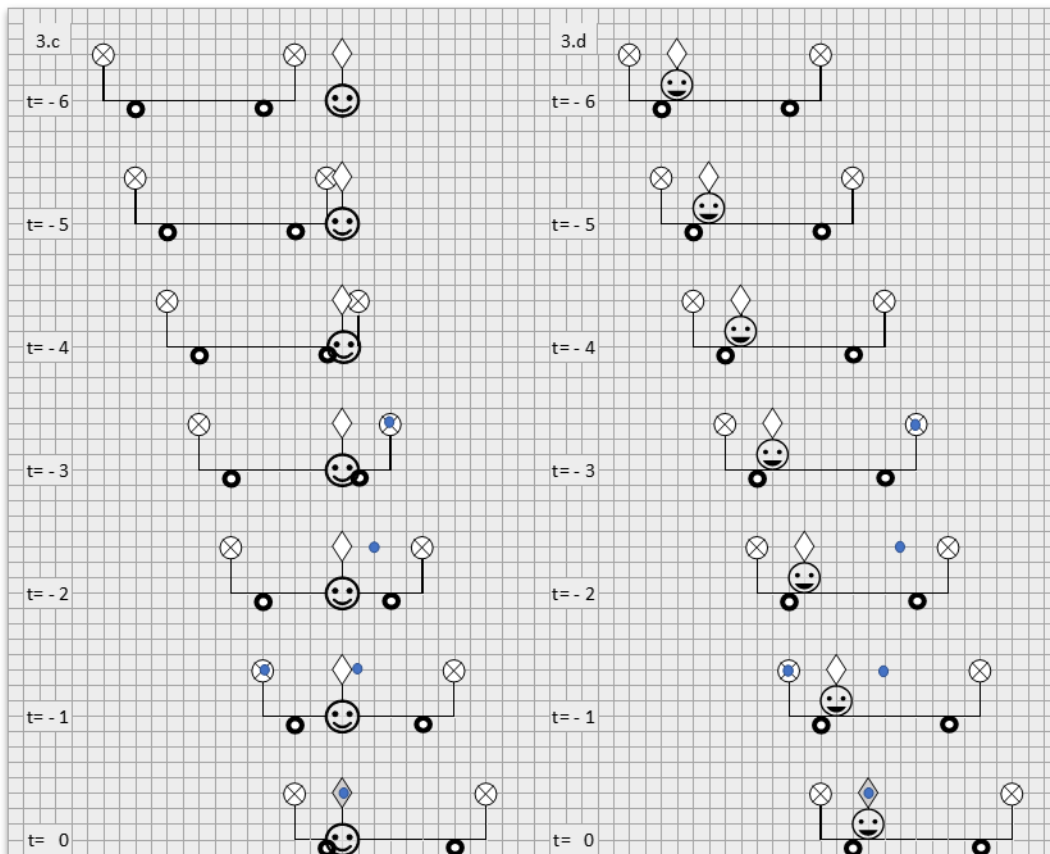 3.c
t= - 6
t= - 5
t= - 4
t= - 3
t= - 2
t= - 1
t= 0
3.d
t= - 6
t= - 5
t= - 4
t= - 3
t= - 2
t= - 1
t= 0